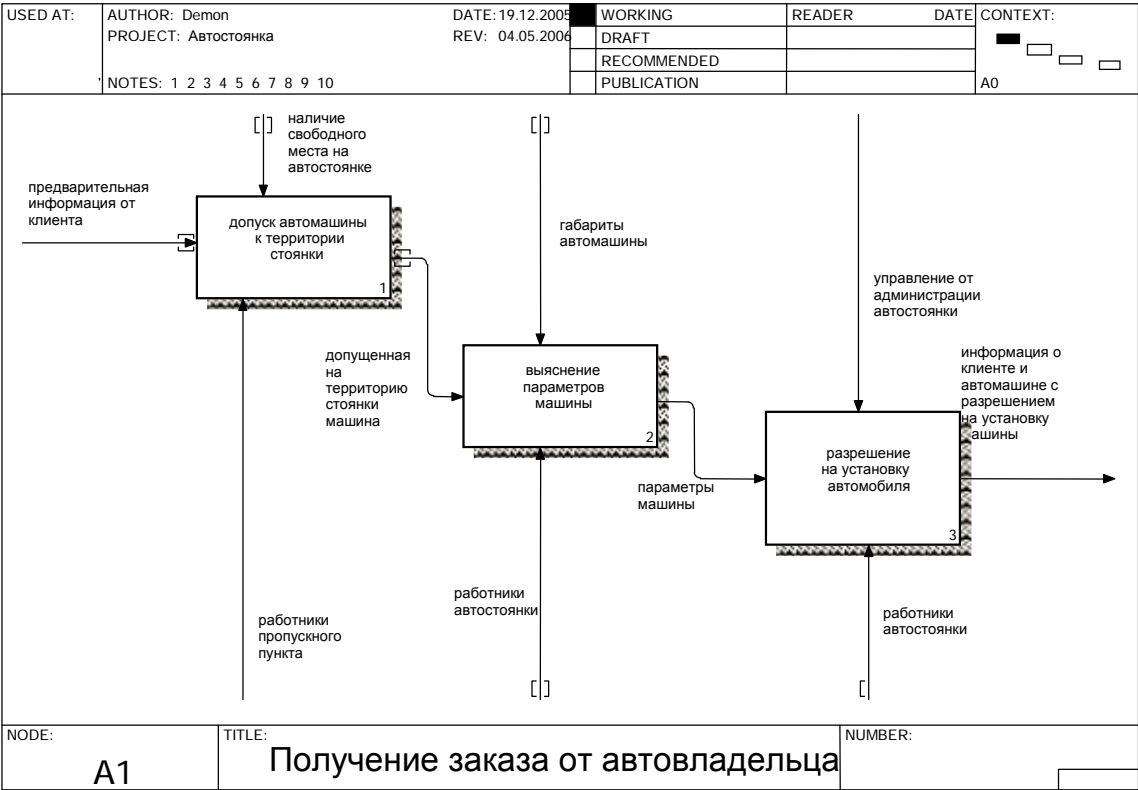 USED AT:
AUTHOR: Demon
DATE: 19.12.2005
PROJECT: Автостоянка
REV: 04.05.2006
NOTES: 1 2 3 4 5 6 7 8 9 10
WORKING
DRAFT
RECOMMENDED
PUBLICATION
READER
DATE
CONTEXT:
A0
наличие
свободного
места на
автостоянке
предварительная
информация от
клиента
допуск автомашины
к территории
стоянки
1
габариты
автомашины
управление от
администрации
автостоянки
допущенная
на
территорию
стоянки
машина
выяснение
параметров
машины
2
информация о
клиенте и
автомашине с
разрешением
на установку
ашины
разрешение
на установку
автомобиля
3
параметры
машины
работники
автостоянки
работники
пропускного
пункта
работники
автостоянки
NODE:
A1
TITLE:
Получение заказа от автовладельца
NUMBER: